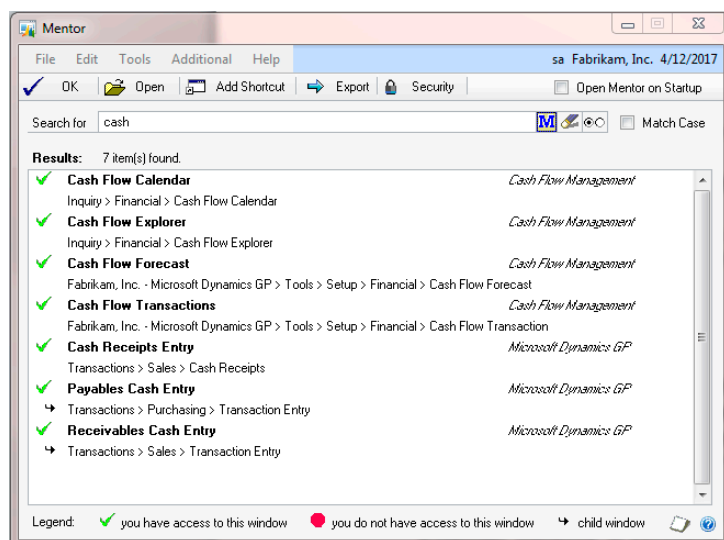 Mentor
File Edit Tools Additional Help sa Fabrikam, Inc. 4/12/2017
OK Open Add Shortcut Export Security Open Mentor on Startup
Search for cash M Match Case
Results: 7 item(s) found.
Cash Flow Calendar Cash Flow Management
Inquiry > Financial > Cash Flow Calendar
Cash Flow Explorer Cash Flow Management
Inquiry > Financial > Cash Flow Explorer
Cash Flow Forecast Cash Flow Management
Fabrikam, Inc. - Microsoft Dynamics GP > Tools > Setup > Financial > Cash Flow Forecast
Cash Flow Transactions Cash Flow Management
Fabrikam, Inc. - Microsoft Dynamics GP > Tools > Setup > Financial > Cash Flow Transaction
Cash Receipts Entry Microsoft Dynamics GP
Transactions > Sales > Cash Receipts
Payables Cash Entry Microsoft Dynamics GP
Transactions > Purchasing > Transaction Entry
Receivables Cash Entry Microsoft Dynamics GP
Transactions > Sales > Transaction Entry
Legend: you have access to this window you do not have access to this window child window ?